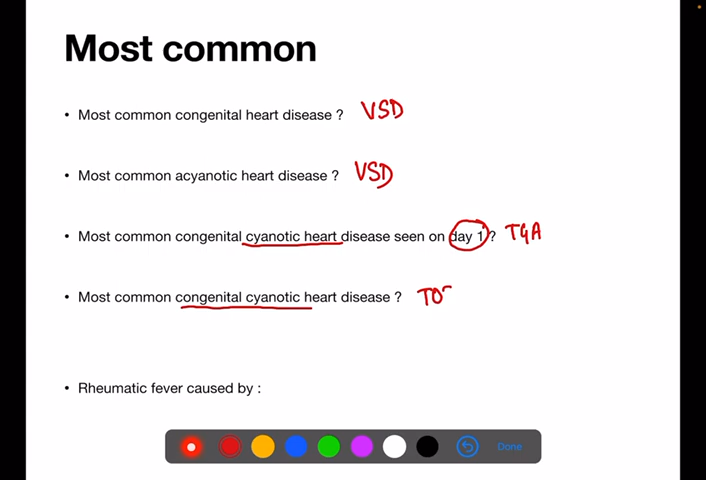 Most common
• Most common congenital heart disease ? VSD
• Most common acyanotic heart disease ? VSD
• Most common congenital cyanotic heart disease seen on day 1 ? TGA
• Most common congenital cyanotic heart disease ?
• Rheumatic fever caused by :
Done